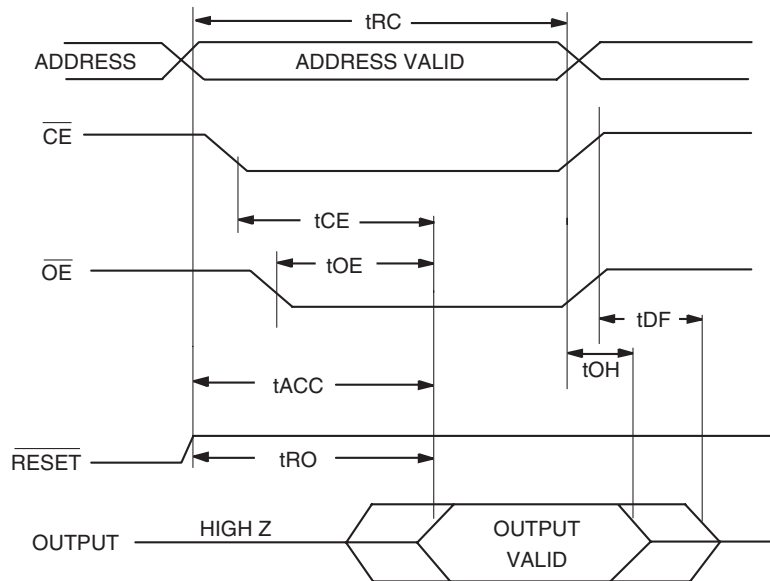 tRC
ADDRESS
ADDRESS VALID
CE
tCE
tOE
OE
tDF
tOH
tACC
RESET
tRO
HIGH Z
OUTPUT
OUTPUT
VALID